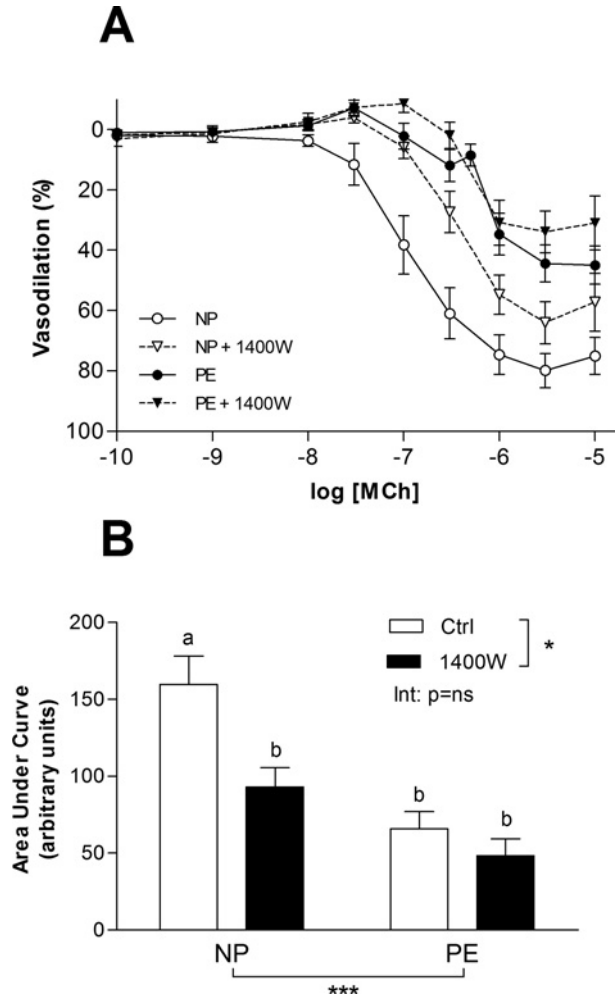 A
0
20
40
60
80
100
Vasodilation (%)
NP
NP + 1400W
PE
PE + 1400W
-10 -9 -8 -7 -6 -5
log [MCh]
B
200
150
100
50
0
Area Under Curve
(arbitrary units)
a
b
b
b
Ctrl
1400W
*
Int: p=ns
NP PE
***